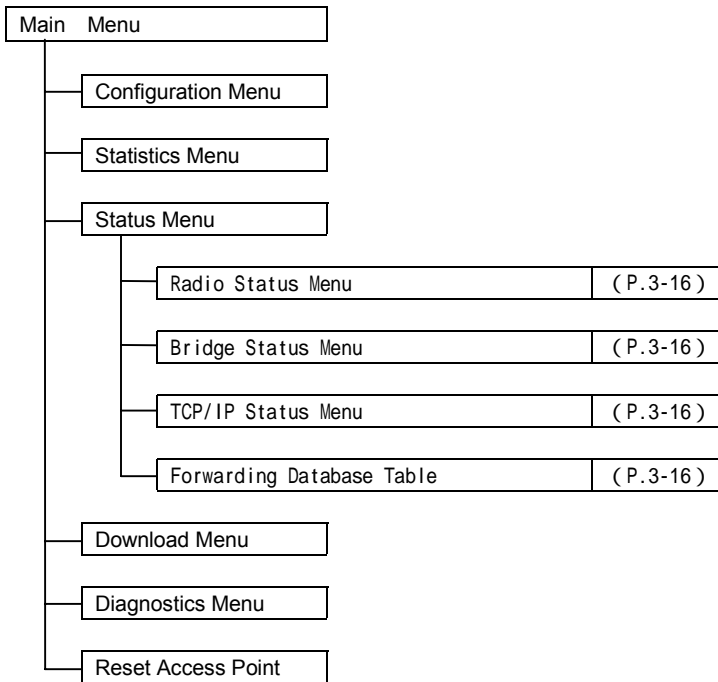 Main Menu
Configuration Menu
Statistics Menu
Status Menu
Radio Status Menu (P.3-16)
Bridge Status Menu (P.3-16)
TCP/IP Status Menu (P.3-16)
Forwarding Database Table (P.3-16)
Download Menu
Diagnostics Menu
Reset Access Point